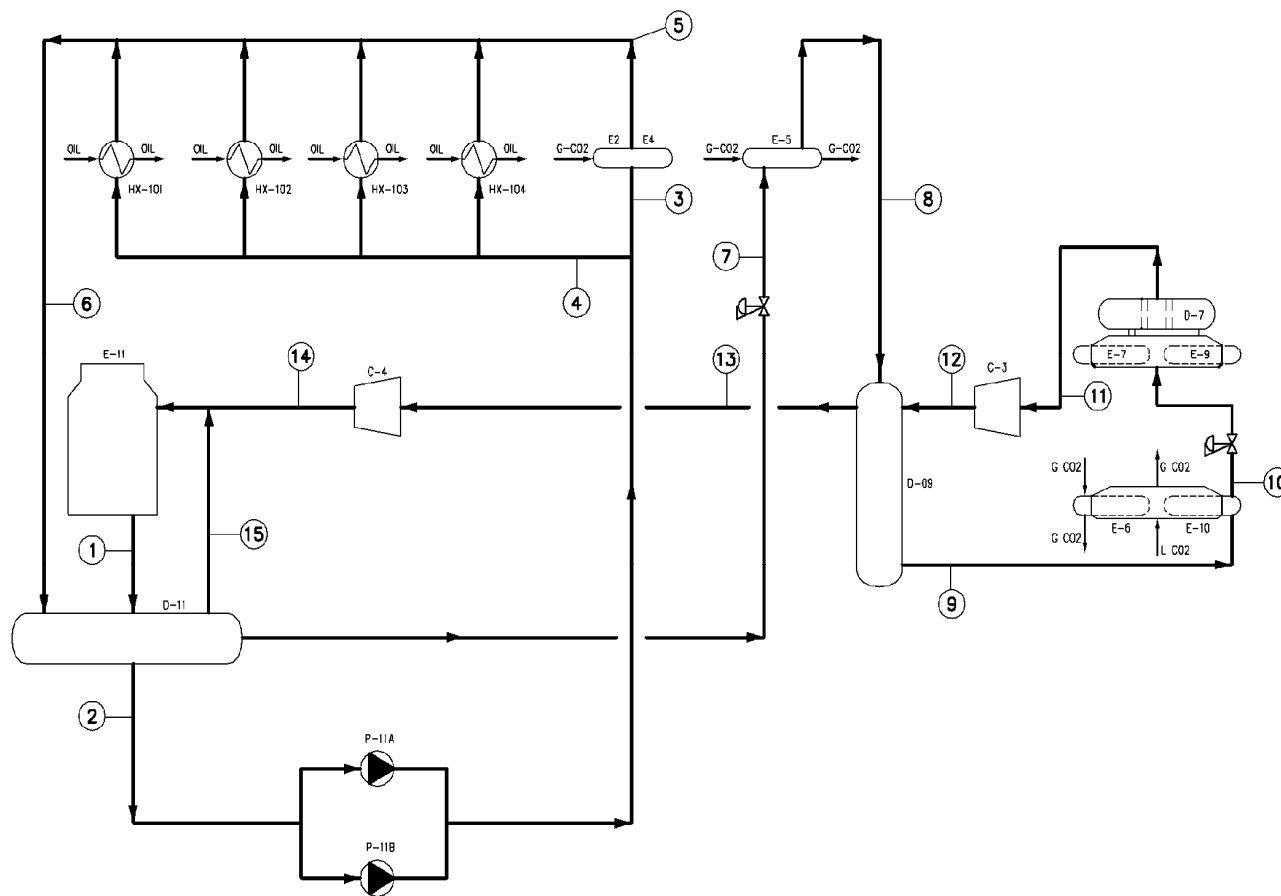 5
OIL OIL
HX-101
OIL OIL
HX-102
OIL OIL
HX-103
OIL OIL
HX-104
E2 E4
G-CO2
G-CO2 E-5 G-CO2
3
8
4
7
6
D-7
E-7 E-9
E-11
14
C-4
13
12
C-3
11
D-09
G CO2 G CO2
10
E-6 E-10
G CO2 L CO2
1
15
9
D-11
2
P-11A
P-11B